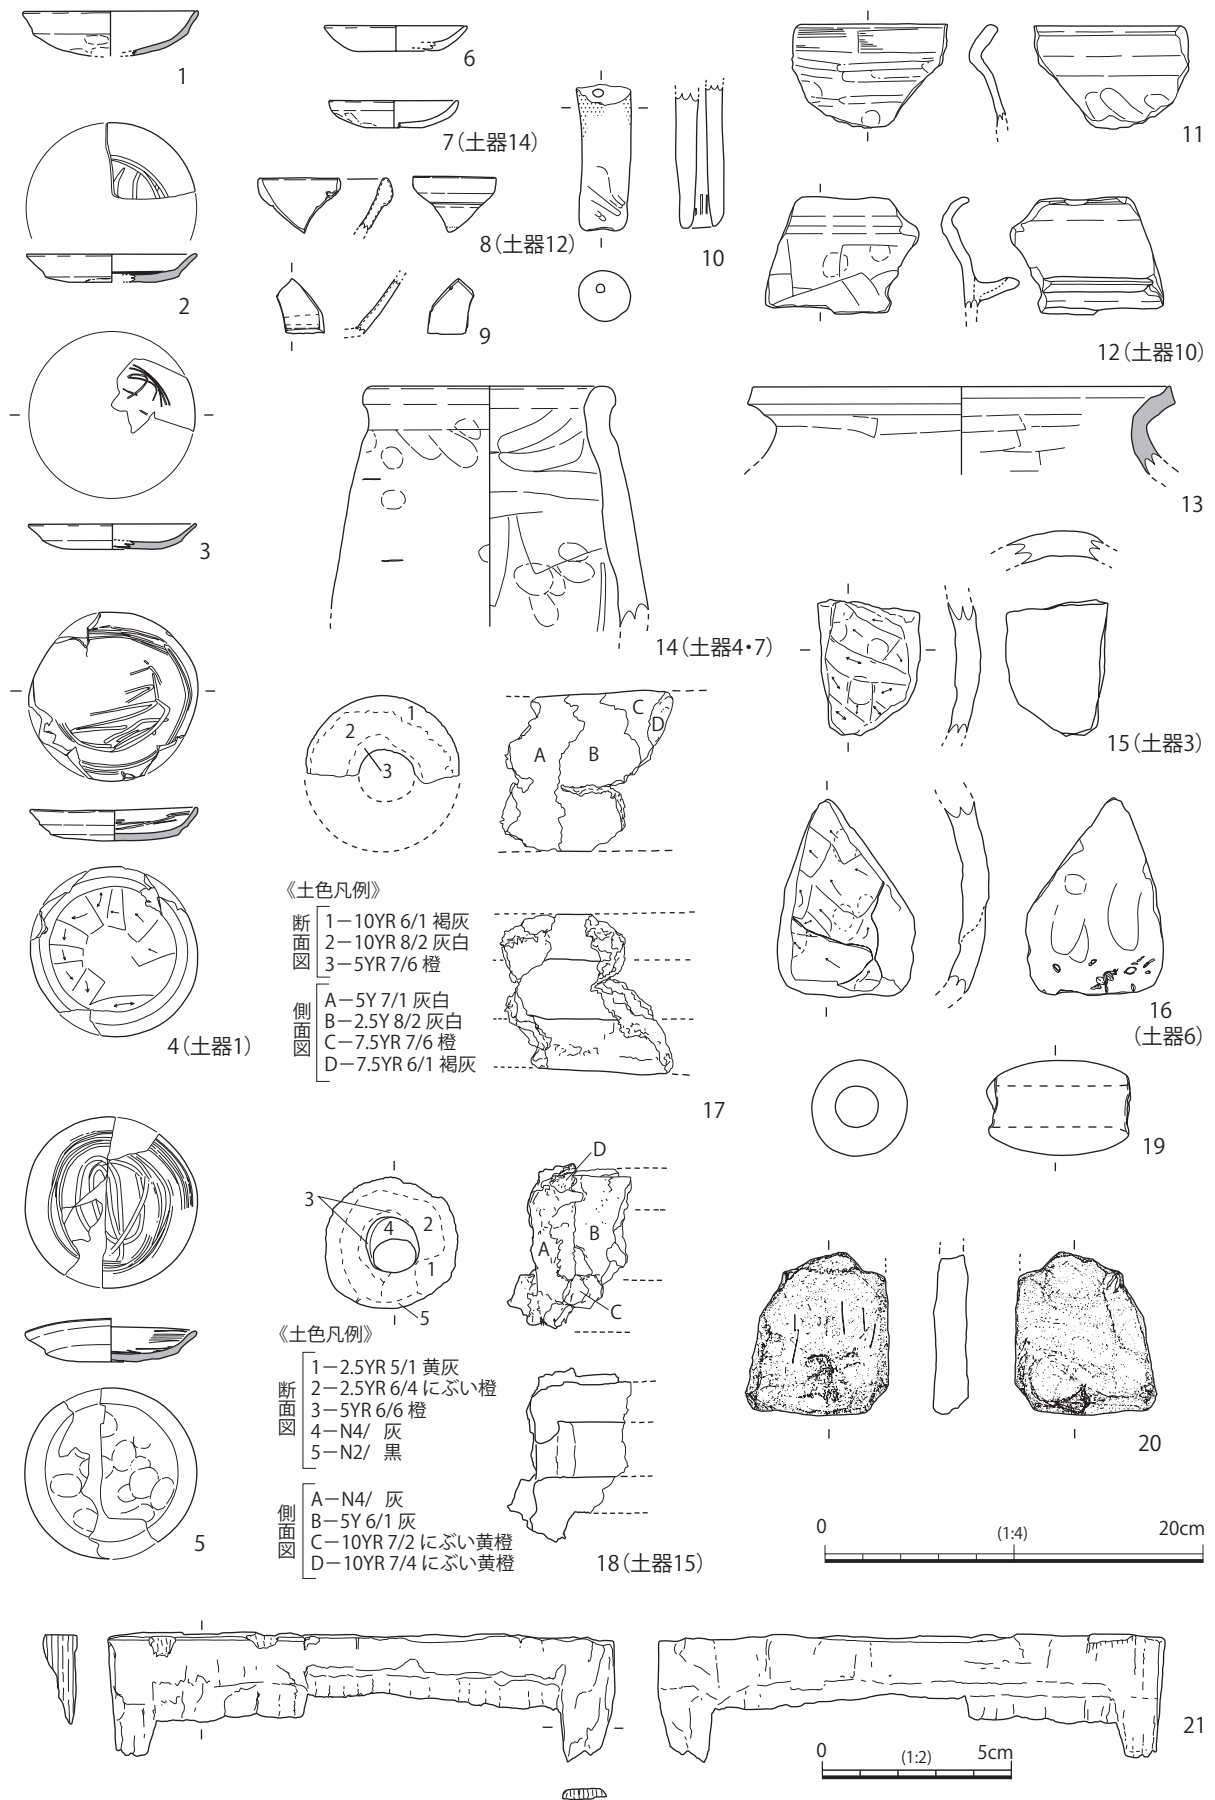 1
2
3
4（土器1）
5
6
7（土器14）
8（土器12）
9
10
11
12（土器10）
13
14（土器4・7）
15（土器3）
16
（土器6）
1
2
3
A
B
C
D
《土色凡例》
断面図
1－10YR 6/1 褐灰
2－10YR 8/2 灰白
3－5YR 7/6 橙
側面図
A－5Y 7/1 灰白
B－2.5Y 8/2 灰白
C－7.5YR 7/6 橙
D－7.5YR 6/1 褐灰
17
3
4
2
1
5
D
B
A
C
《土色凡例》
断面図
1－2.5YR 5/1 黄灰
2－2.5YR 6/4 にぶい橙
3－5YR 6/6 橙
4－N4/ 灰
5－N2/ 黒
側面図
A－N4/ 灰
B－5Y 6/1 灰
C－10YR 7/2 にぶい黄橙
D－10YR 7/4 にぶい黄橙
18（土器15）
19
20
0 (1:4) 20cm
21
0 (1:2) 5cm